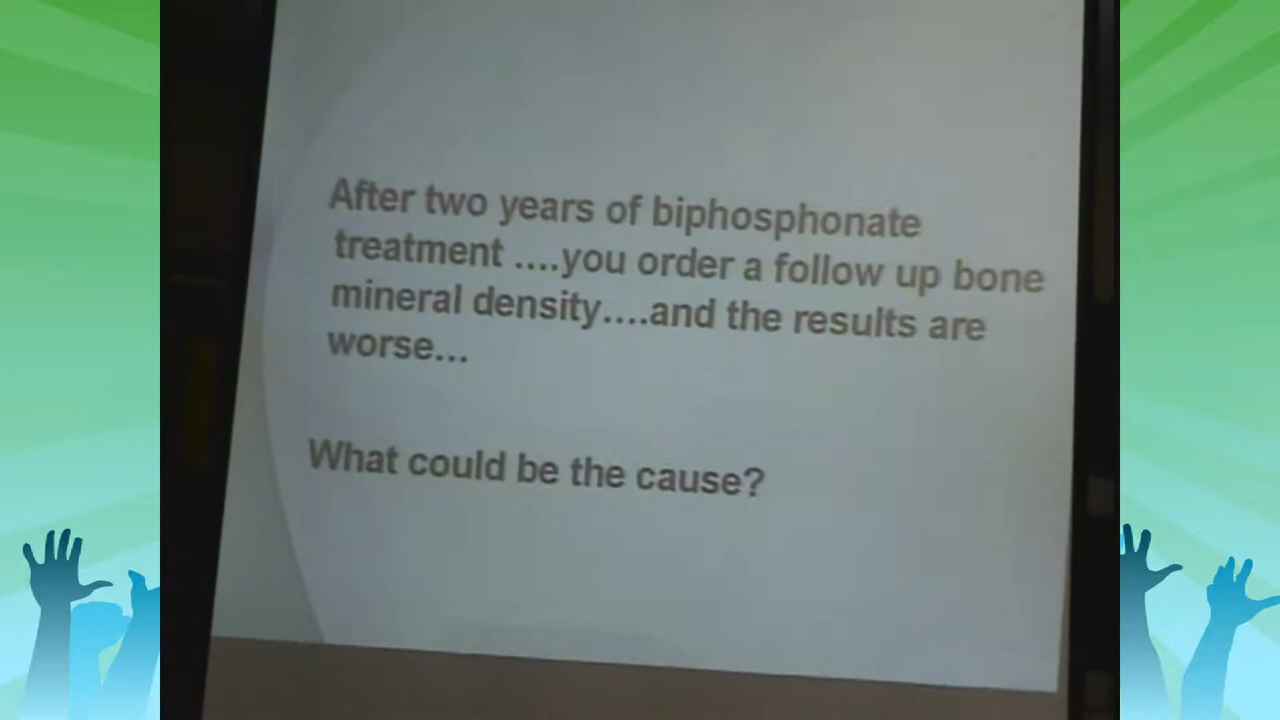 After two years of biphosphonate
treatment ....you order a follow up bone
mineral density....and the results are
worse...
What could be the cause?